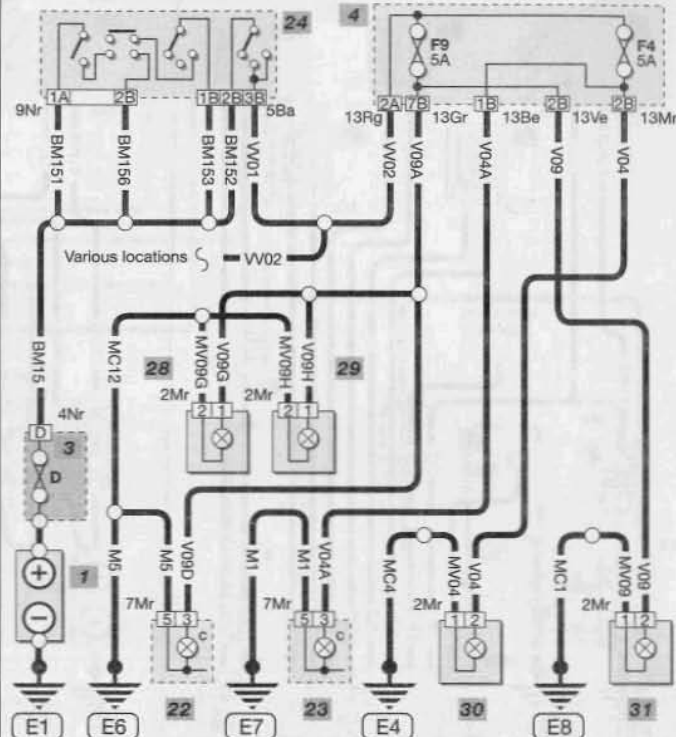 24
4
F9
5A
F4
5A
1A
2B
1B
2B
3B
2A
7B
1B
2B
2B
9Nr
5Ba
13Rg
13Gr
13Be
13Ve
13Mr
BM151
BM156
BM153
BM152
VV01
VV02
V09A
V04A
V09
V04
Various locations
VV02
BM15
MC12
28
MV09G
V09G
MV09H
V09H
29
2Mr
2Mr
2
1
2
1
4Nr
D
3
D
1
M5
M5
V09D
M1
M1
V04A
MC4
MV04
V04
MC1
MV09
V09
7Mr
7Mr
2Mr
2Mr
5
3
5
3
1
2
1
2
C
C
E1
E6
22
E7
23
E4
30
E8
31